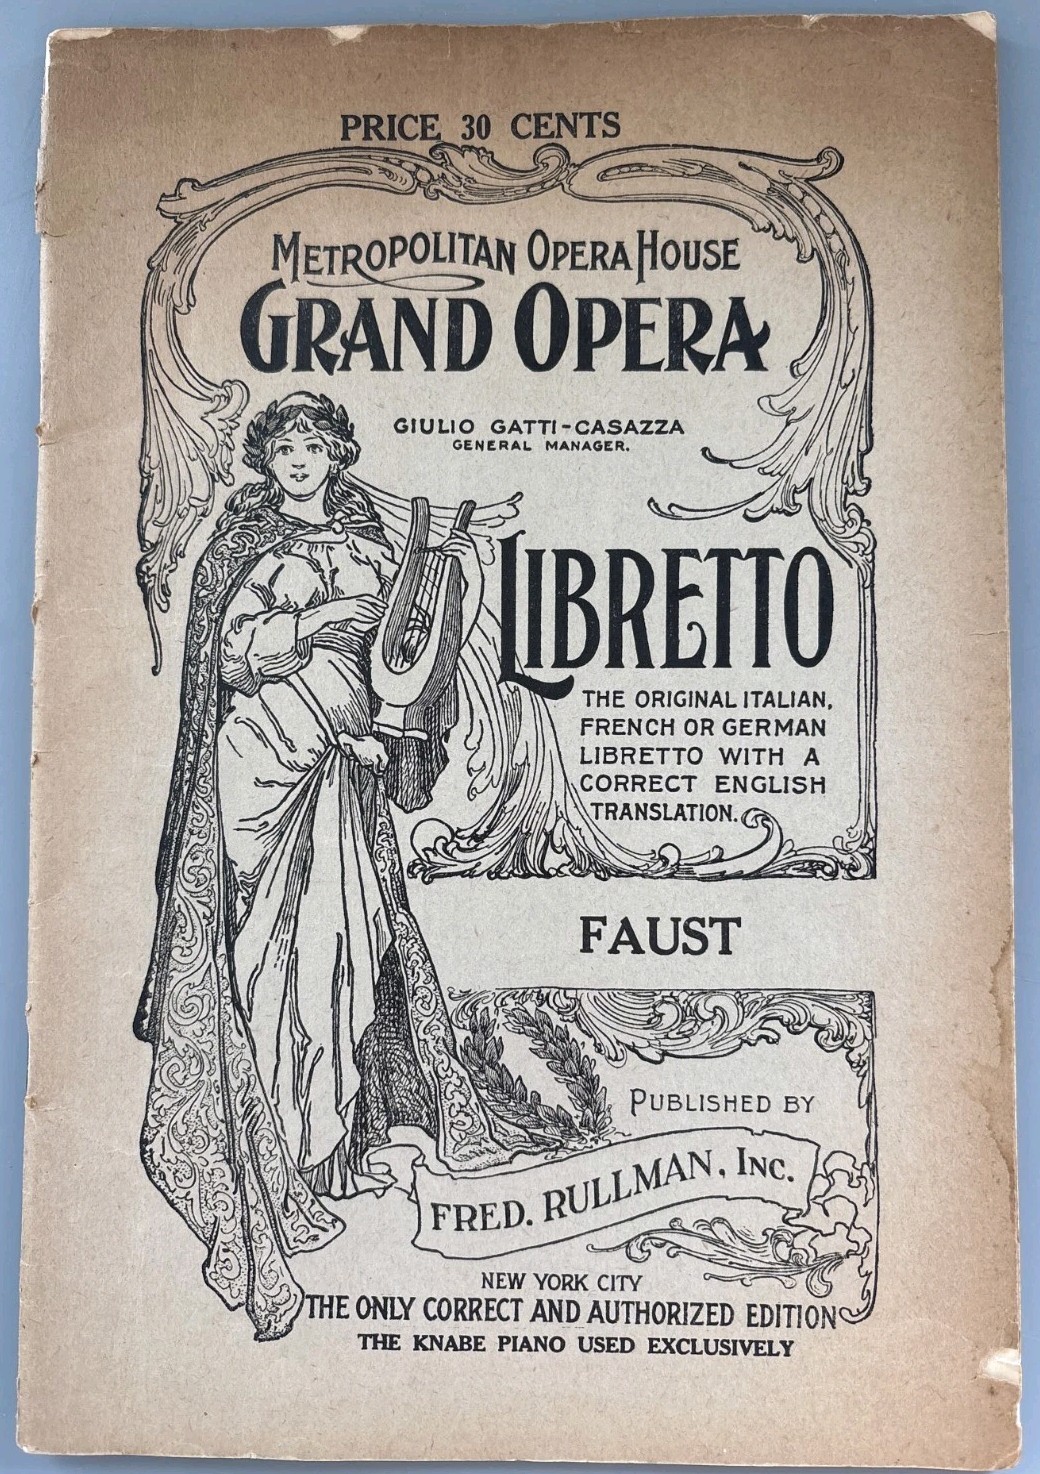 PRICE 30 CENTS
METROPOLITAN OPERA HOUSE
GRAND OPERA
GIULIO GATTI-CASAZZA
GENERAL MANAGER.
LIBRETTO
THE ORIGINAL ITALIAN,
FRENCH OR GERMAN
LIBRETTO WITH A
CORRECT ENGLISH
TRANSLATION.
FAUST
PUBLISHED BY
FRED. RULLMAN, INC.
NEW YORK CITY
THE ONLY CORRECT AND AUTHORIZED EDITION
THE KNABE PIANO USED EXCLUSIVELY